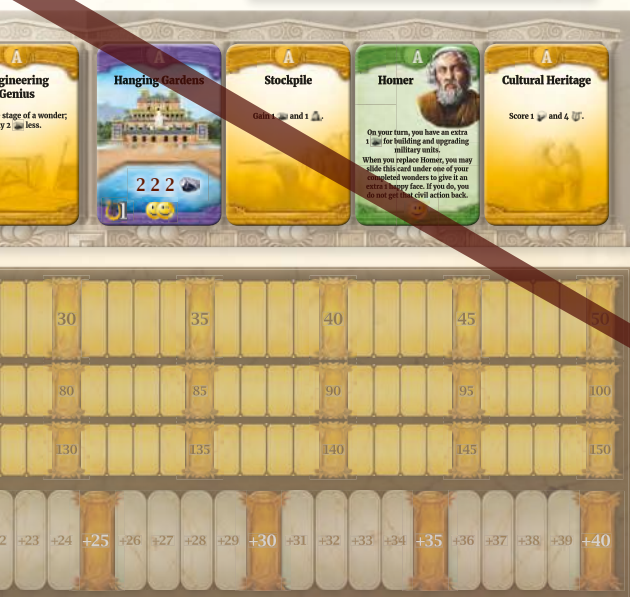 A
A
A
A
A
gineering
Genius
stage of a wonder;
y 2 less.
Hanging Gardens
2 2 2
1
Stockpile
Gain 1 and 1 .
Homer
On your turn, you have an extra
1 for building and upgrading
military units.
When you replace Homer, you may
slide this card under one of your
completed wonders to give it an
extra happy face. If you do, you
do not get that civil action back.
Cultural Heritage
Score 1 and 4 .
30 35 40 45 50
80 85 90 95 100
130 135 140 145 150
2 +23 +24 +25 +26 +27 +28 +29 +30 +31 +32 +33 +34 +35 +36 +37 +38 +39 +40